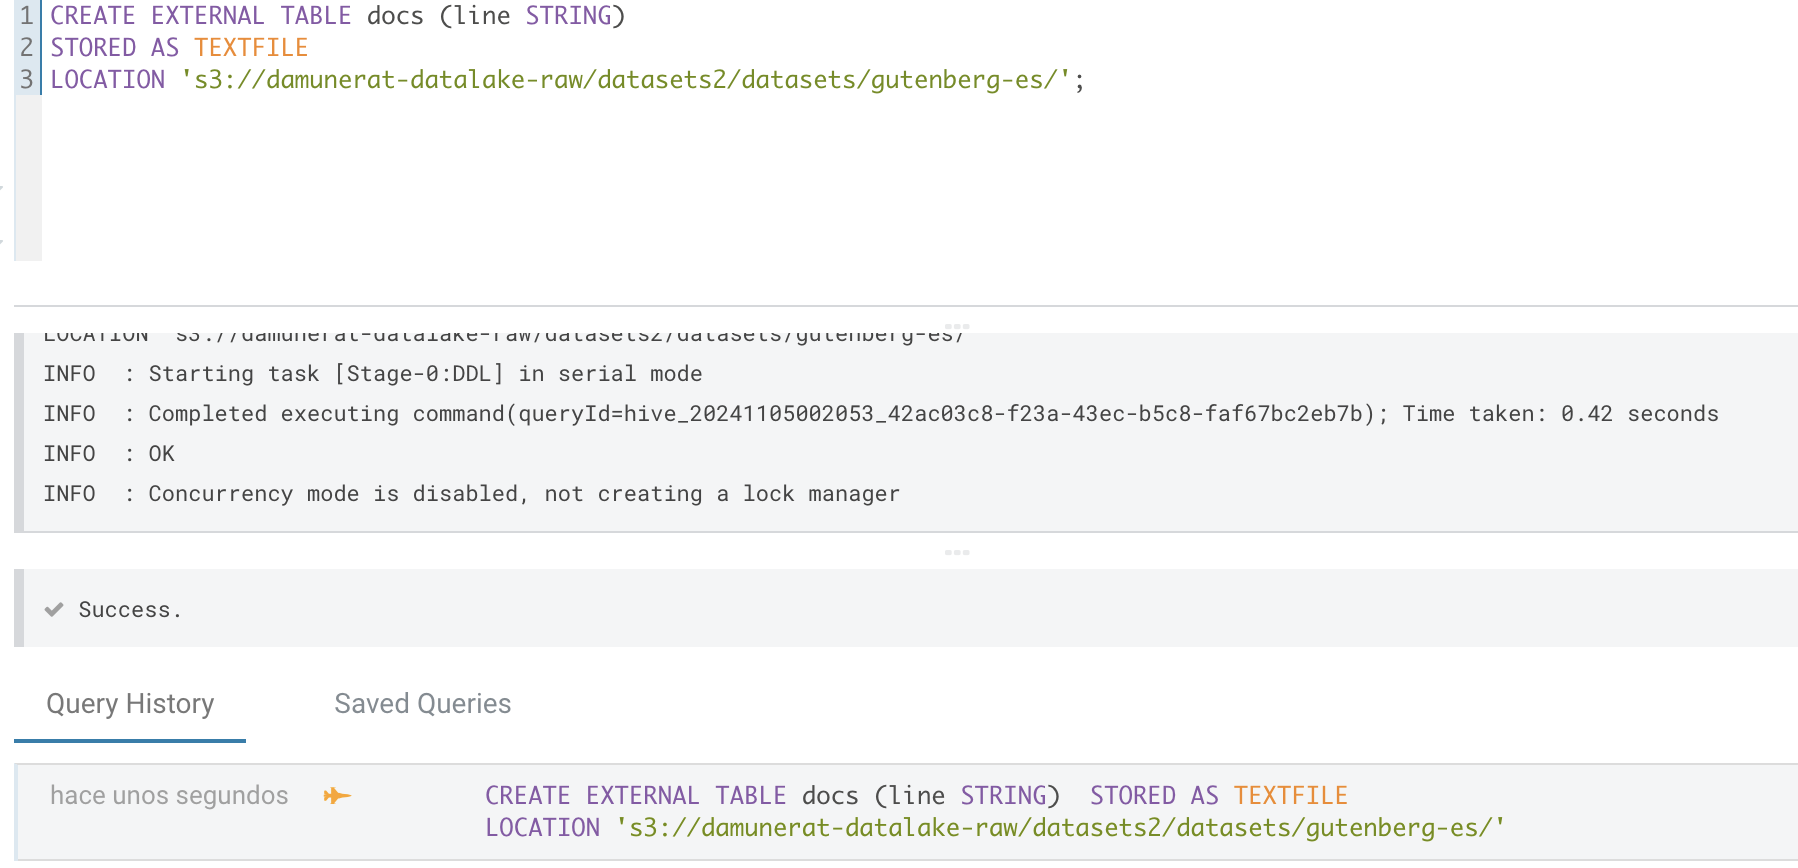 1 CREATE EXTERNAL TABLE docs (line STRING)
2 STORED AS TEXTFILE
3 LOCATION 's3://damunerat-datalake-raw/datasets2/datasets/gutenberg-es/';
LOCATION 's3://damunerat-datalake-raw/datasets2/datasets/gutenberg-es/'
INFO  : Starting task [Stage-0:DDL] in serial mode
INFO  : Completed executing command(queryId=hive_20241105002053_42ac03c8-f23a-43ec-b5c8-faf67bc2eb7b); Time taken: 0.42 seconds
INFO  : OK
INFO  : Concurrency mode is disabled, not creating a lock manager
Success.
Query History Saved Queries
hace unos segundos CREATE EXTERNAL TABLE docs (line STRING)  STORED AS TEXTFILE
LOCATION 's3://damunerat-datalake-raw/datasets2/datasets/gutenberg-es/'